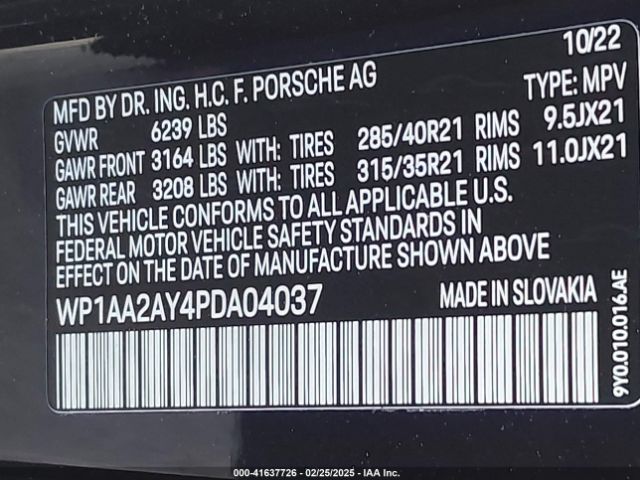 10/22
MFD BY DR. ING. H.C. F. PORSCHE AG TYPE: MPV
GVWR 6239 LBS
GAWR FRONT 3164 LBS WITH: TIRES 285/40R21 RIMS 9.5JX21
GAWR REAR 3208 LBS WITH: TIRES 315/35R21 RIMS 11.0JX21
THIS VEHICLE CONFORMS TO ALL APPLICABLE U.S.
FEDERAL MOTOR VEHICLE SAFETY STANDARDS IN
EFFECT ON THE DATE OF MANUFACTURE SHOWN ABOVE
WP1AA2AY4PDA04037 MADE IN SLOVAKIA
9Y0.010.016.AE
000-41637726 - 02/25/2025 - IAA Inc.